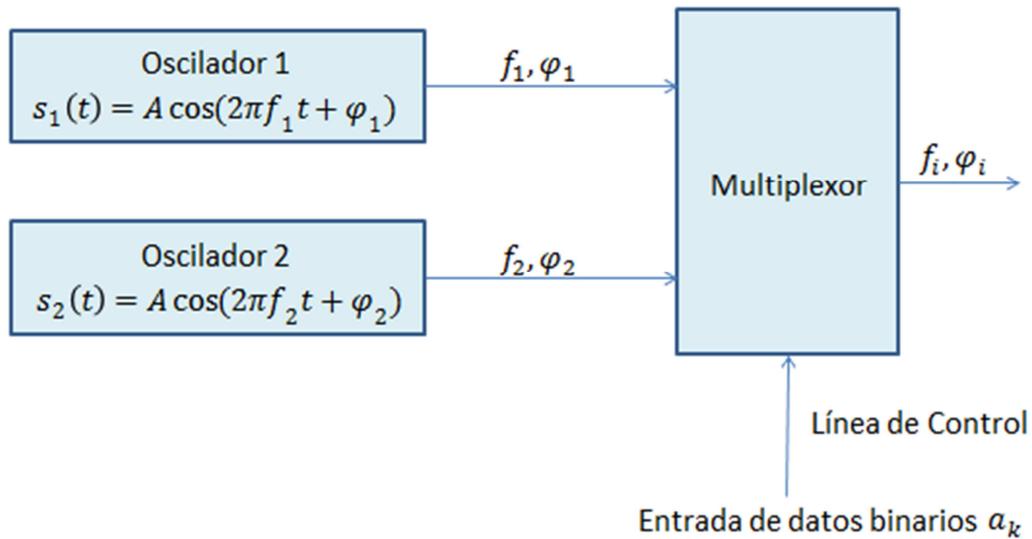 Oscilador 1
s₁(t) = A cos(2πf₁t + φ₁)
f₁, φ₁
Multiplexor
fᵢ, φᵢ
Oscilador 2
s₂(t) = A cos(2πf₂t + φ₂)
f₂, φ₂
Línea de Control
Entrada de datos binarios aₖ